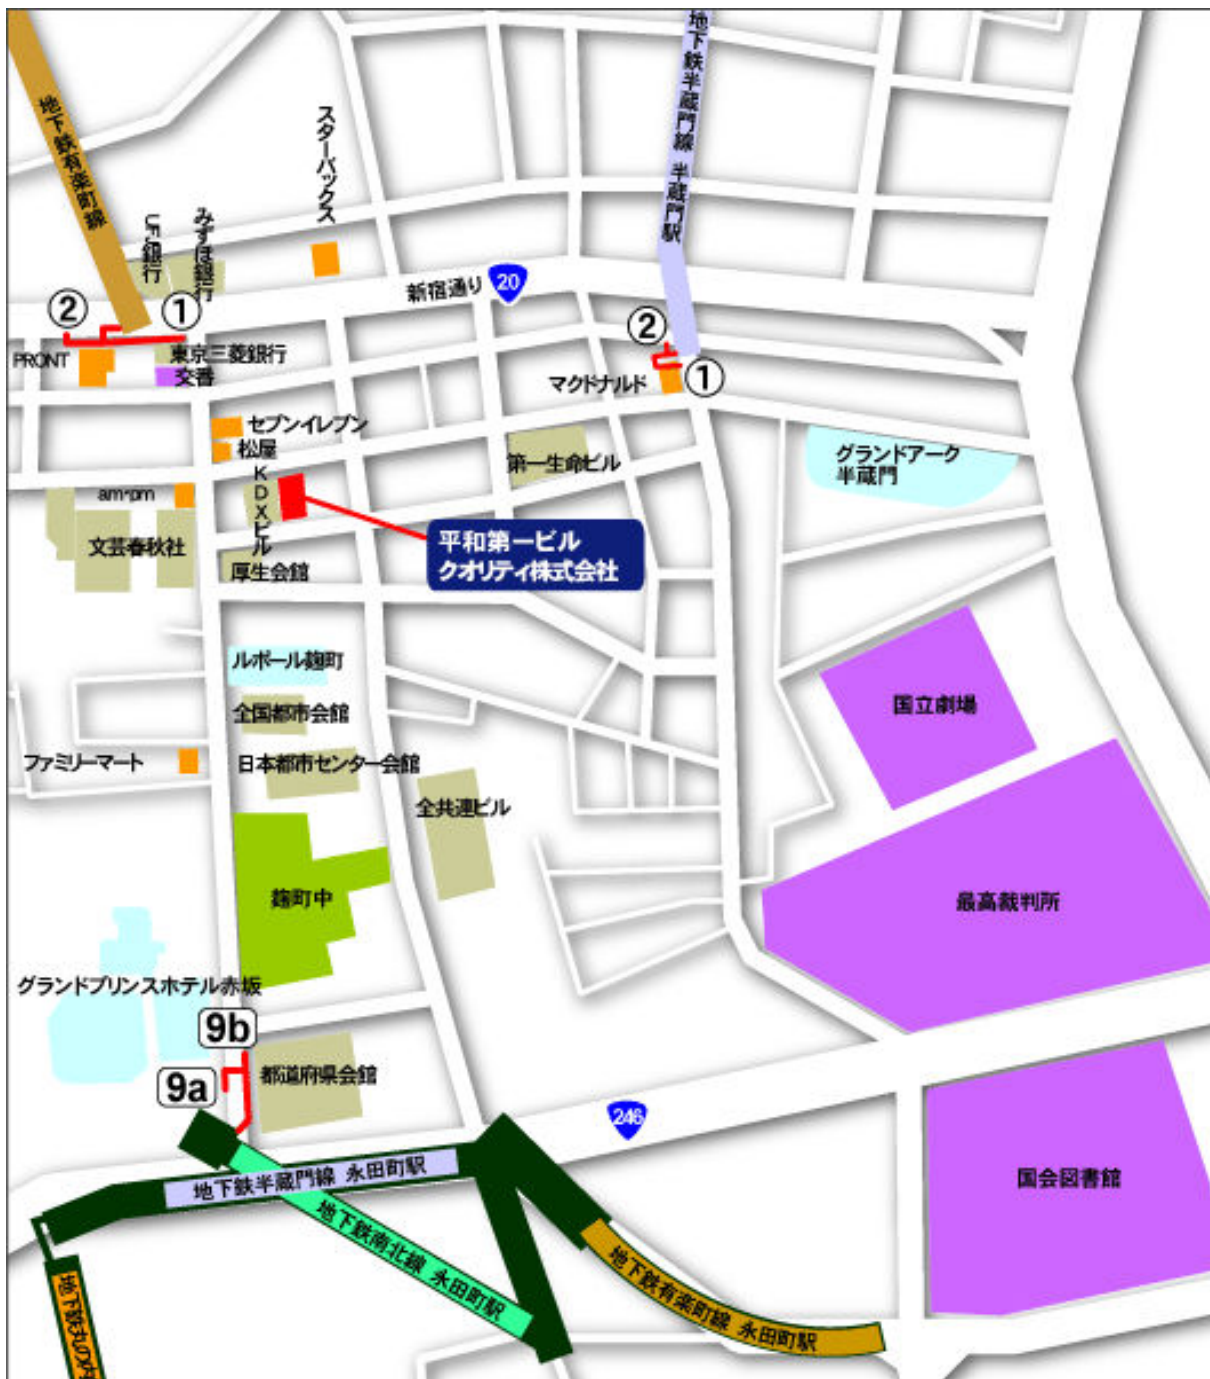 地下鉄半蔵門線 半蔵門駅
地下鉄有楽町線
スターバックス
UFJ銀行
みずほ銀行
新宿通り
20
②
①
PRONT
東京三菱銀行
交番
②
①
マクドナルド
セブンイレブン
松屋
KDXビル
第一生命ビル
グランドアーク
半蔵門
am・pm
文芸春秋社
平和第一ビル
クオリティ株式会社
厚生会館
ルポール麹町
全国都市会館
国立劇場
ファミリーマート
日本都市センター会館
全共連ビル
麹町中
最高裁判所
グランドプリンスホテル赤坂
9b
9a
都道府県会館
246
地下鉄半蔵門線 永田町駅
国会図書館
地下鉄南北線 永田町駅
地下鉄有楽町線 永田町駅
地下鉄丸の内